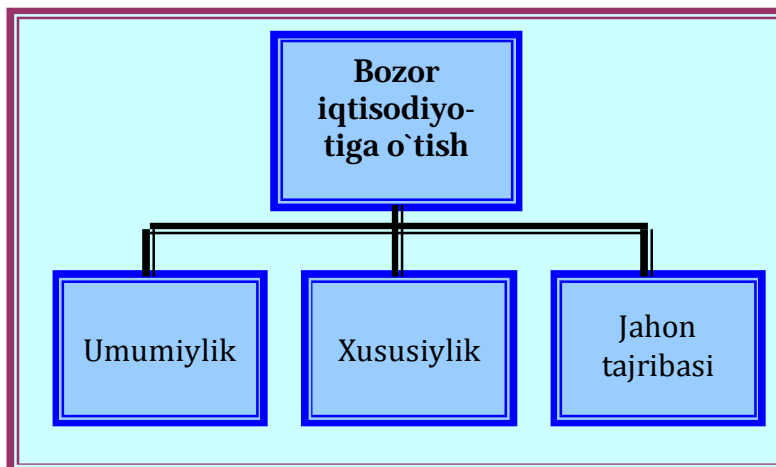 Bozor
iqtisodiyo-
tiga o`tish
Umumiylik
Xususiylik
Jahon
tajribasi